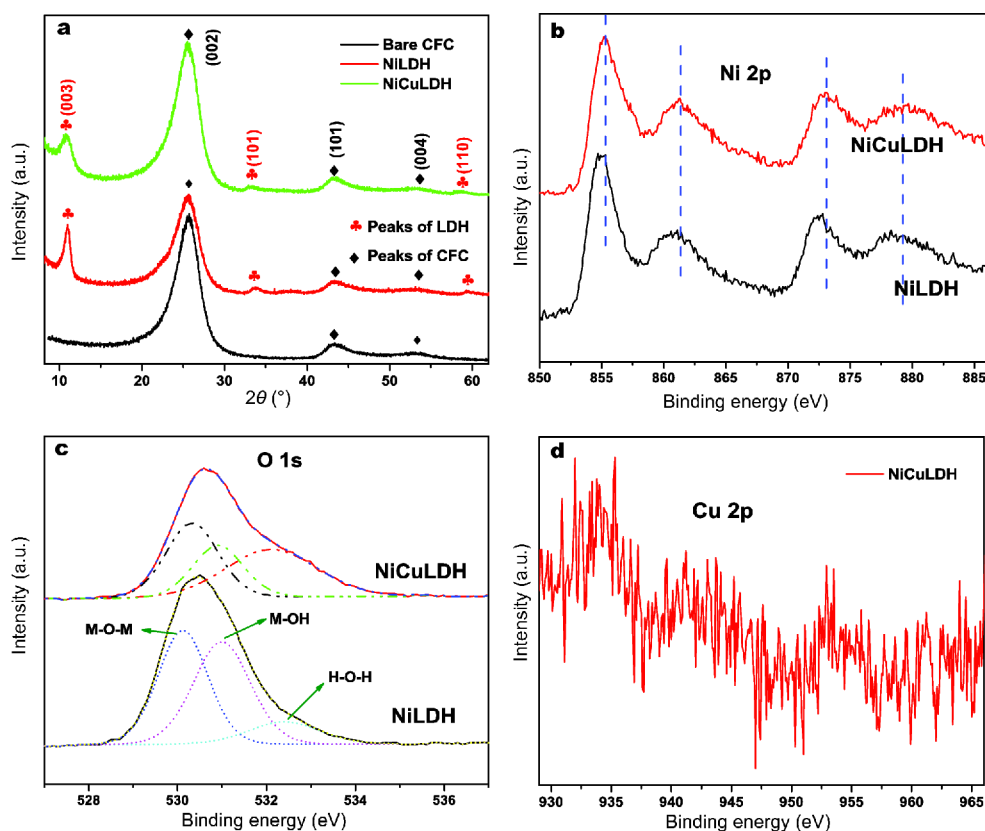 a
(002)
Bare CFC
NiLDH
NiCuLDH
(003)
(101)
(101)
(004)
(110)
♣ Peaks of LDH
♦ Peaks of CFC
Intensity (a.u.)
10 20 30 40 50 60
2θ (°)
b
Ni 2p
NiCuLDH
NiLDH
Intensity (a.u.)
850 855 860 865 870 875 880 885
Binding energy (eV)
c
O 1s
NiCuLDH
M-O-M
M-OH
H-O-H
NiLDH
Intensity (a.u.)
528 530 532 534 536
Binding energy (eV)
d
NiCuLDH
Cu 2p
Intensity (a.u.)
930 935 940 945 950 955 960 965
Binding energy (eV)